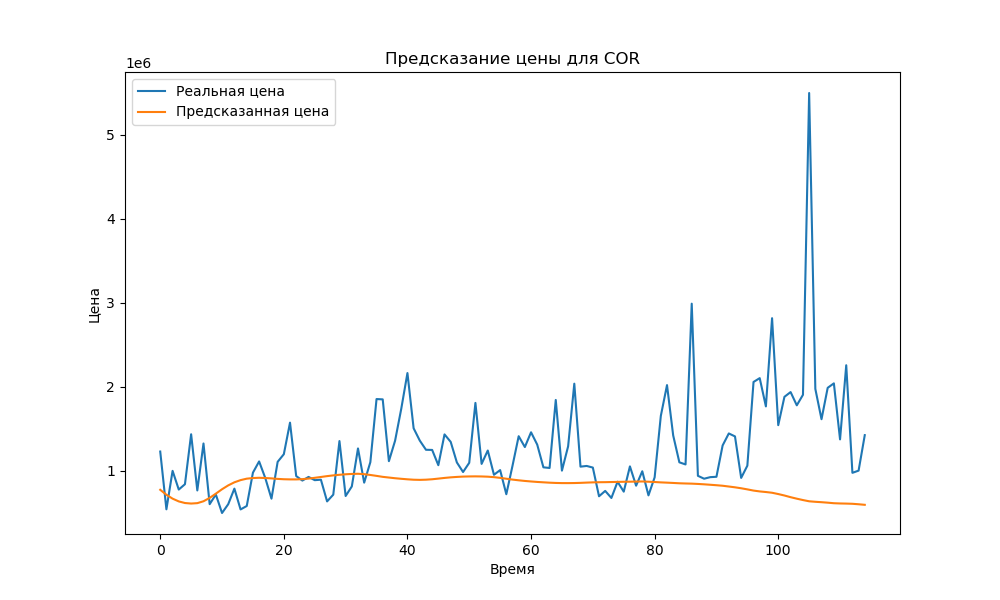 Предсказание цены для COR
1e6
Реальная цена
Предсказанная цена
5
4
3
2
1
Цена
0 20 40 60 80 100
Время